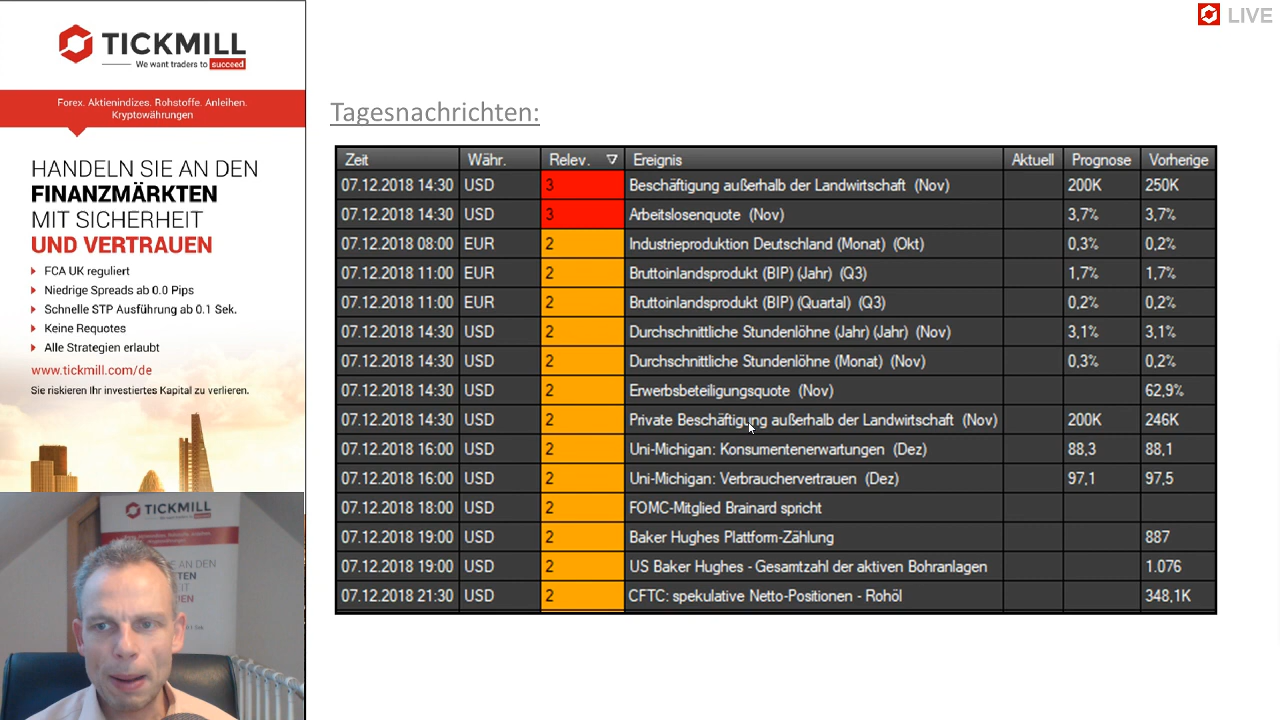 TICKMILL
We want traders to succeed
Forex. Aktienindizes. Rohstoffe. Anleihen.
Kryptowährungen
HANDELN SIE AN DEN
FINANZMÄRKTEN
MIT SICHERHEIT
UND VERTRAUEN
FCA UK reguliert
Niedrige Spreads ab 0.0 Pips
Schnelle STP Ausführung ab 0.1 Sek.
Keine Requotes
Alle Strategien erlaubt
www.tickmill.com/de
Sie riskieren Ihr investiertes Kapital zu verlieren.
TICKMILL
LIVE
Tagesnachrichten:
Zeit Währ. Relev. Ereignis Aktuell Prognose Vorherige
07.12.2018 14:30 USD 3 Beschäftigung außerhalb der Landwirtschaft (Nov) 200K 250K
07.12.2018 14:30 USD 3 Arbeitslosenquote (Nov) 3,7% 3,7%
07.12.2018 08:00 EUR 2 Industrieproduktion Deutschland (Monat) (Okt) 0,3% 0,2%
07.12.2018 11:00 EUR 2 Bruttoinlandsprodukt (BIP) (Jahr) (Q3) 1,7% 1,7%
07.12.2018 11:00 EUR 2 Bruttoinlandsprodukt (BIP) (Quartal) (Q3) 0,2% 0,2%
07.12.2018 14:30 USD 2 Durchschnittliche Stundenlöhne (Jahr) (Jahr) (Nov) 3,1% 3,1%
07.12.2018 14:30 USD 2 Durchschnittliche Stundenlöhne (Monat) (Nov) 0,3% 0,2%
07.12.2018 14:30 USD 2 Erwerbsbeteiligungsquote (Nov) 62,9%
07.12.2018 14:30 USD 2 Private Beschäftigung außerhalb der Landwirtschaft (Nov) 200K 246K
07.12.2018 16:00 USD 2 Uni-Michigan: Konsumentenerwartungen (Dez) 88,3 88,1
07.12.2018 16:00 USD 2 Uni-Michigan: Verbrauchervertrauen (Dez) 97,1 97,5
07.12.2018 18:00 USD 2 FOMC-Mitglied Brainard spricht
07.12.2018 19:00 USD 2 Baker Hughes Plattform-Zählung 887
07.12.2018 19:00 USD 2 US Baker Hughes - Gesamtzahl der aktiven Bohranlagen 1.076
07.12.2018 21:30 USD 2 CFTC: spekulative Netto-Positionen - Rohöl 348,1K